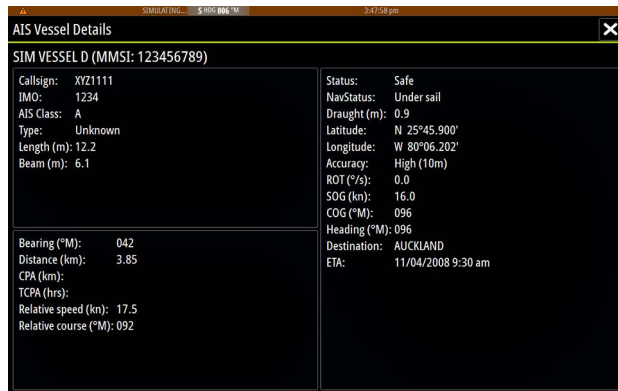 SIMULATING... S HDG 006 °M 3:47:58 pm
AIS Vessel Details
SIM VESSEL D (MMSI: 123456789)
Callsign: XYZ1111
IMO: 1234
AIS Class: A
Type: Unknown
Length (m): 12.2
Beam (m): 6.1
Bearing (°M): 042
Distance (km): 3.85
CPA (km):
TCPA (hrs):
Relative speed (kn): 17.5
Relative course (°M): 092
Status: Safe
NavStatus: Under sail
Draught (m): 0.9
Latitude: N 25°45.900'
Longitude: W 80°06.202'
Accuracy: High (10m)
ROT (°/s): 0.0
SOG (kn): 16.0
COG (°M): 096
Heading (°M): 096
Destination: AUCKLAND
ETA: 11/04/2008 9:30 am